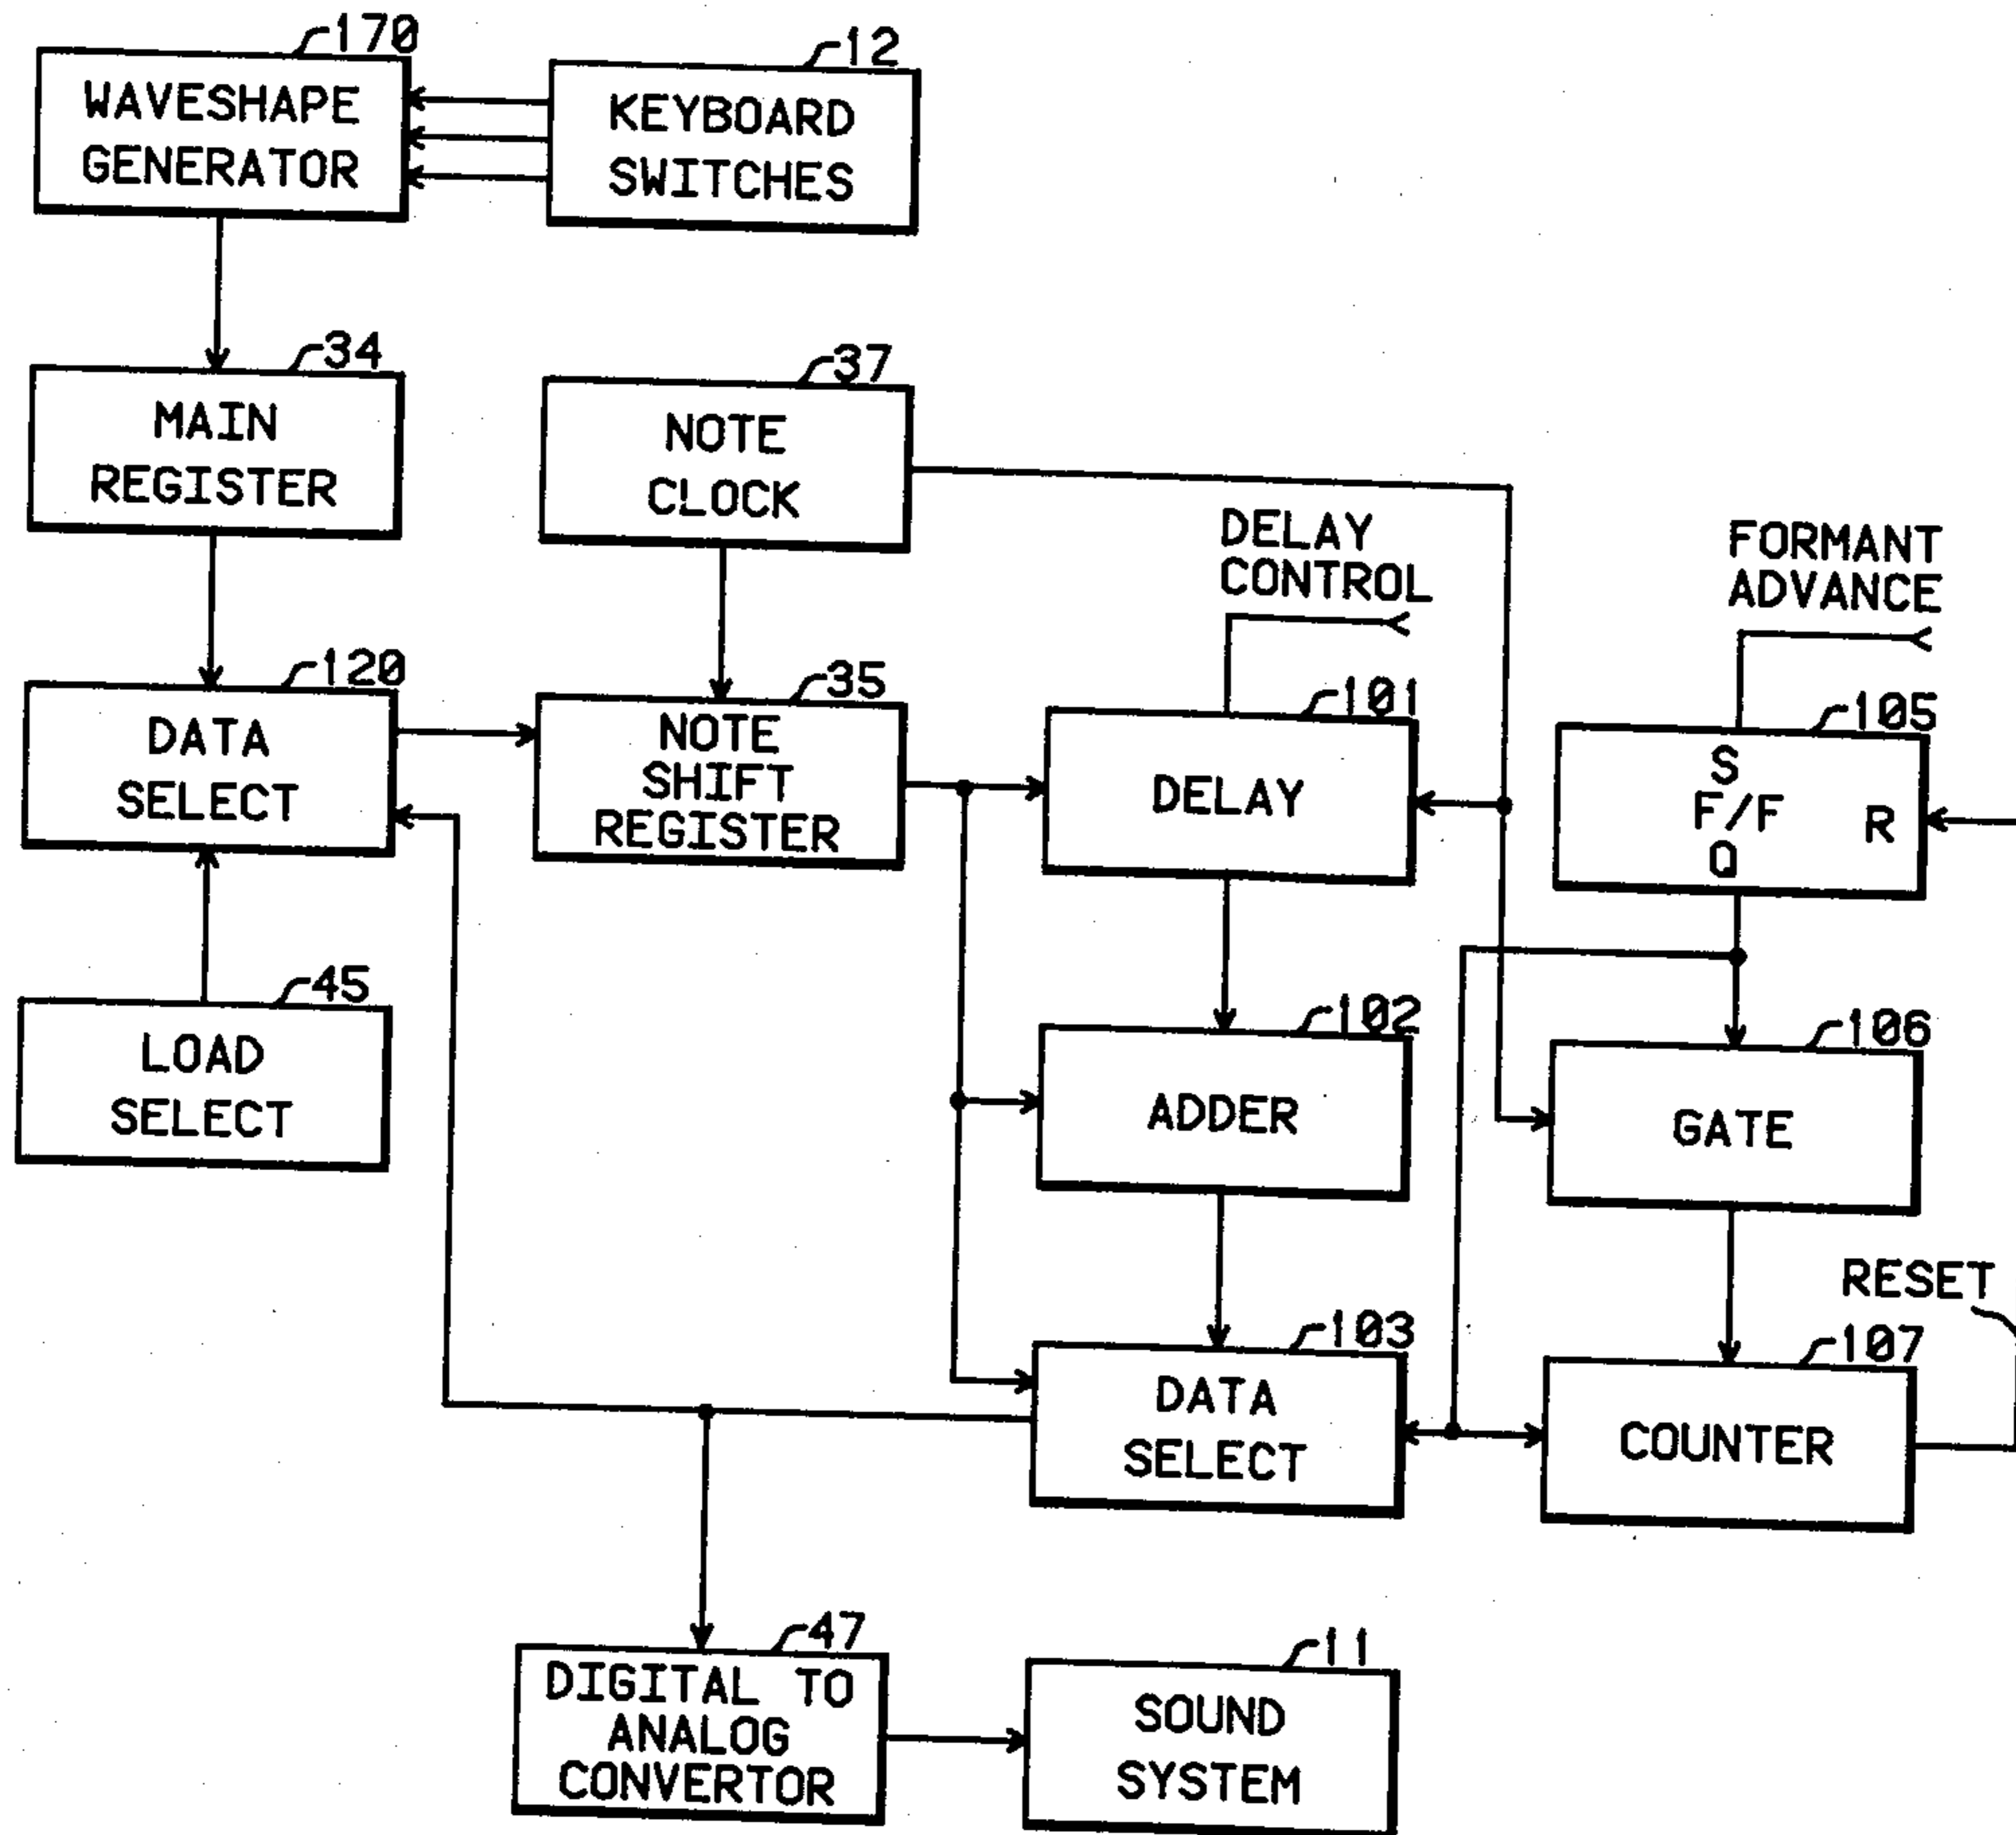 170
WAVESHAPE
GENERATOR
12
KEYBOARD
SWITCHES
34
MAIN
REGISTER
37
NOTE
CLOCK
DELAY
CONTROL
FORMANT
ADVANCE
120
DATA
SELECT
35
NOTE
SHIFT
REGISTER
101
DELAY
105
S
F/F
R
Q
45
LOAD
SELECT
102
ADDER
106
GATE
RESET
103
DATA
SELECT
107
COUNTER
47
DIGITAL TO
ANALOG
CONVERTOR
11
SOUND
SYSTEM